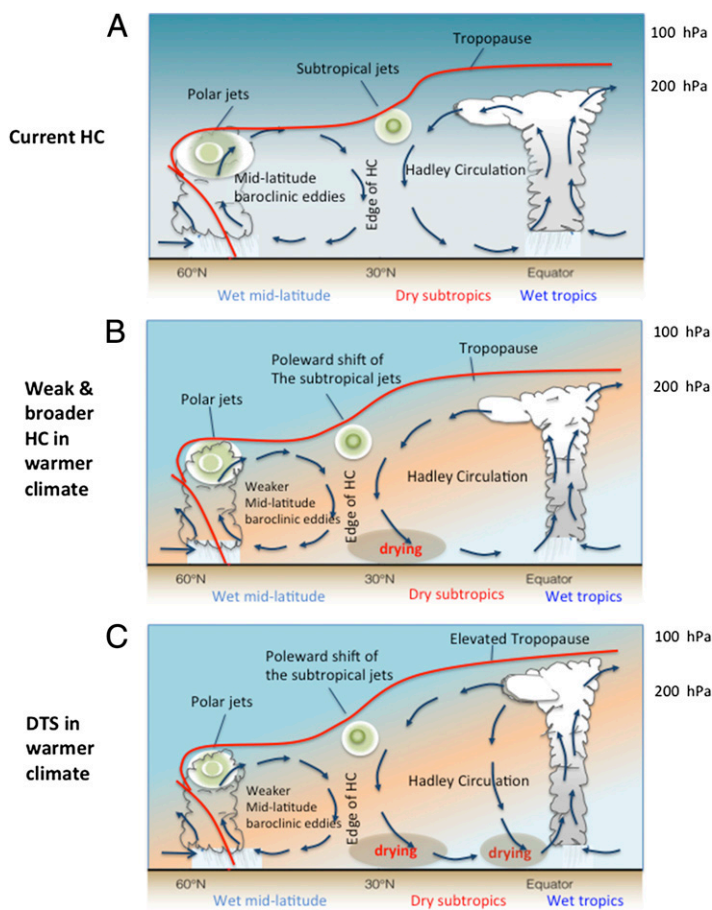 A
100 hPa
Tropopause
Subtropical jets
200 hPa
Polar jets
Current HC
Mid-latitude
baroclinic eddies
Edge of HC
Hadley Circulation
60°N
30°N
Equator
Wet mid-latitude
Dry subtropics
Wet tropics
B
100 hPa
Poleward shift of
The subtropical jets
Tropopause
200 hPa
Polar jets
Weak &
broader
HC in
warmer
climate
Weaker
Mid-latitude
baroclinic eddies
Edge of HC
Hadley Circulation
drying
60°N
30°N
Equator
Wet mid-latitude
Dry subtropics
Wet tropics
C
Elevated Tropopause
100 hPa
Poleward shift of
the subtropical jets
200 hPa
Polar jets
DTS in
warmer
climate
Weaker
Mid-latitude
baroclinic eddies
Edge of HC
Hadley Circulation
drying
drying
60°N
30°N
Equator
Wet mid-latitude
Dry subtropics
Wet tropics